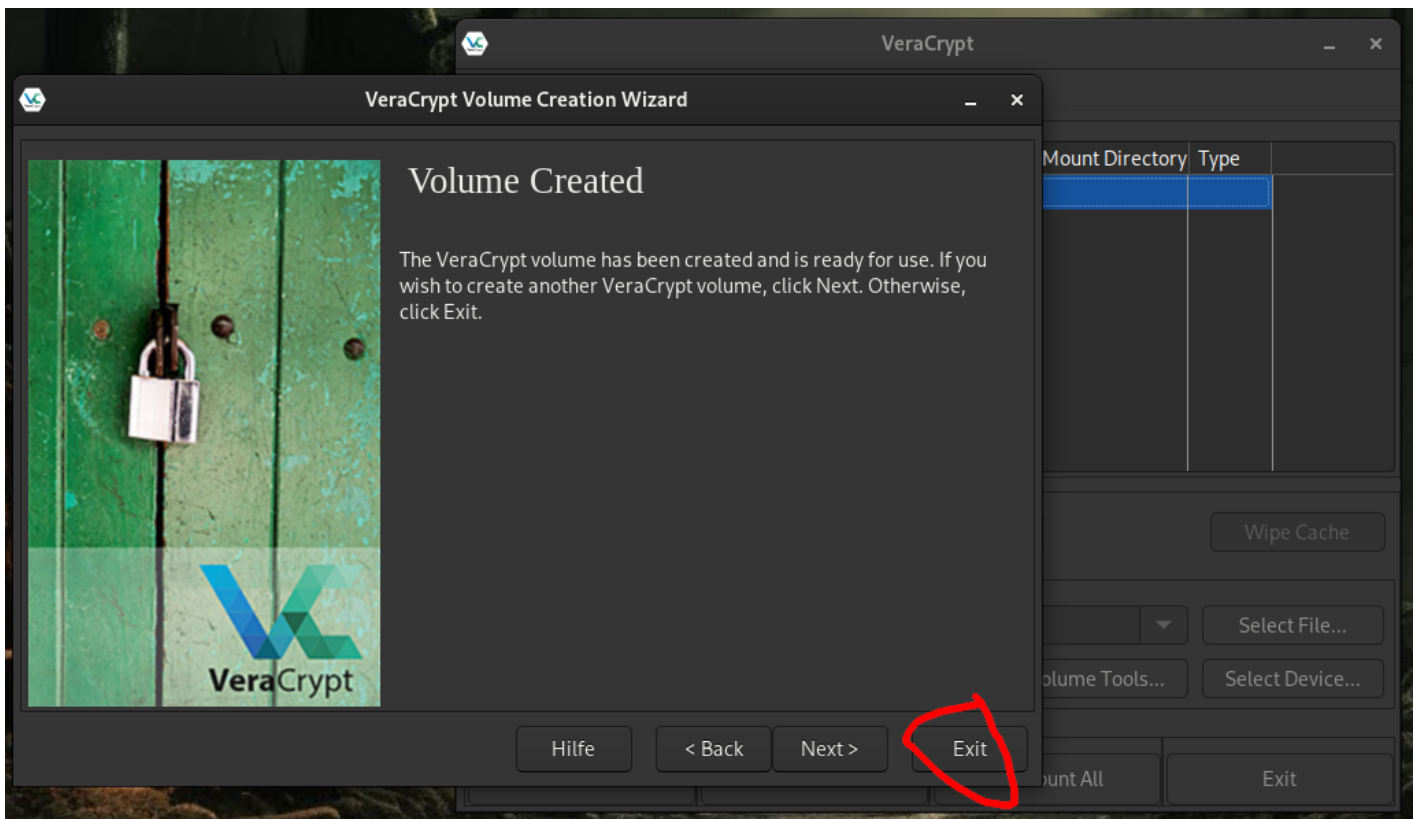 VeraCrypt
VeraCrypt Volume Creation Wizard
Mount Directory Type
Volume Created
The VeraCrypt volume has been created and is ready for use. If you
wish to create another VeraCrypt volume, click Next. Otherwise,
click Exit.
VeraCrypt
Wipe Cache
Select File...
olume Tools...
Select Device...
Hilfe
< Back
Next >
Exit
ount All
Exit